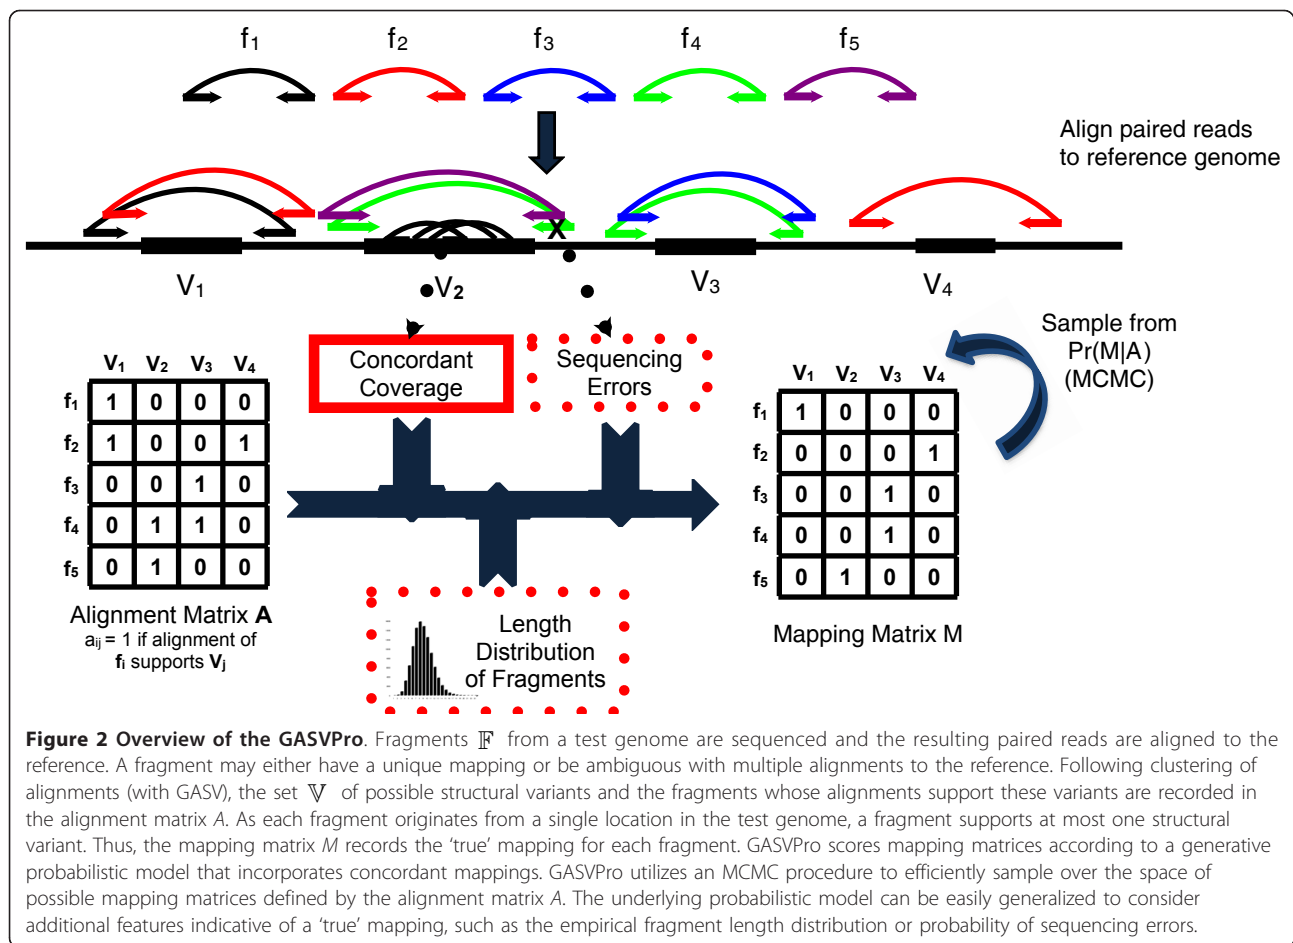 f1 f2 f3 f4 f5
Align paired reads
to reference genome
X
V1 V2 V3 V4
Concordant
Coverage
Sequencing
Errors
Sample from
Pr(M|A)
(MCMC)
V1 V2 V3 V4
f1 1 0 0 0
f2 1 0 0 1
f3 0 0 1 0
f4 0 1 1 0
f5 0 1 0 0
Alignment Matrix A
aij = 1 if alignment of
fi supports Vj
Length
Distribution
of Fragments
V1 V2 V3 V4
f1 1 0 0 0
f2 0 0 0 1
f3 0 0 1 0
f4 0 0 1 0
f5 0 1 0 0
Mapping Matrix M
Figure 2 Overview of the GASVPro. Fragments 𝔽 from a test genome are sequenced and the resulting paired reads are aligned to the
reference. A fragment may either have a unique mapping or be ambiguous with multiple alignments to the reference. Following clustering of
alignments (with GASV), the set 𝕍 of possible structural variants and the fragments whose alignments support these variants are recorded in
the alignment matrix A. As each fragment originates from a single location in the test genome, a fragment supports at most one structural
variant. Thus, the mapping matrix M records the ‘true’ mapping for each fragment. GASVPro scores mapping matrices according to a generative
probabilistic model that incorporates concordant mappings. GASVPro utilizes an MCMC procedure to efficiently sample over the space of
possible mapping matrices defined by the alignment matrix A. The underlying probabilistic model can be easily generalized to consider
additional features indicative of a ‘true’ mapping, such as the empirical fragment length distribution or probability of sequencing errors.